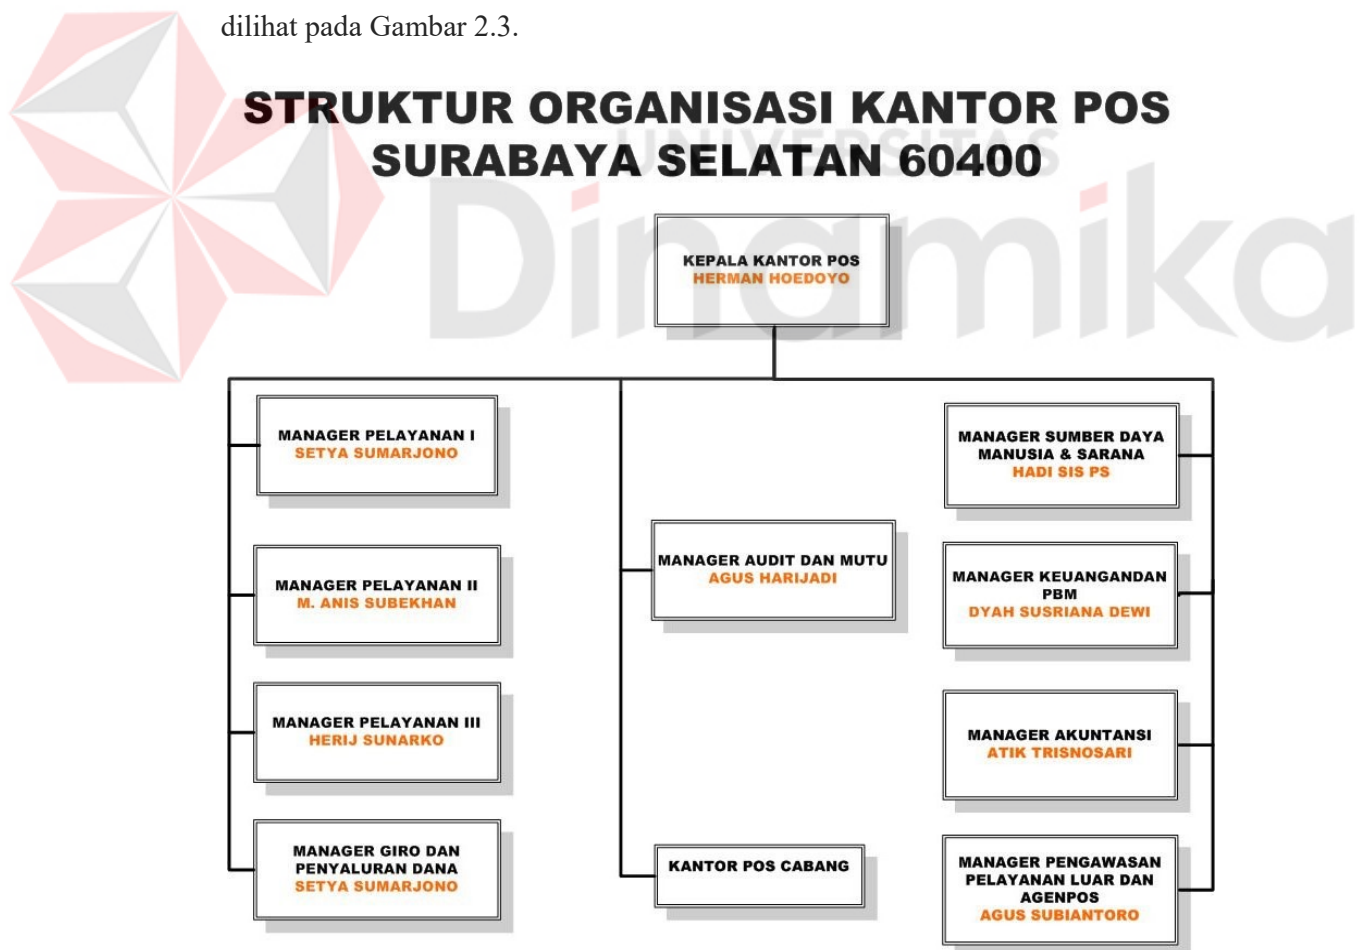 dilihat pada Gambar 2.3.
STRUKTUR ORGANISASI KANTOR POS
SURABAYA SELATAN 60400
UNIVERSITAS
Dinamika
KEPALA KANTOR POS
HERMAN HOEDOYO
MANAGER PELAYANAN I
SETYA SUMARJONO
MANAGER PELAYANAN II
M. ANIS SUBEKHAN
MANAGER PELAYANAN III
HERIJ SUNARKO
MANAGER GIRO DAN
PENYALURAN DANA
SETYA SUMARJONO
MANAGER AUDIT DAN MUTU
AGUS HARIJADI
KANTOR POS CABANG
MANAGER SUMBER DAYA
MANUSIA & SARANA
HADI SIS PS
MANAGER KEUANGANDAN
PBM
DYAH SUSRIANA DEWI
MANAGER AKUNTANSI
ATIK TRISNOSARI
MANAGER PENGAWASAN
PELAYANAN LUAR DAN
AGENPOS
AGUS SUBIANTORO